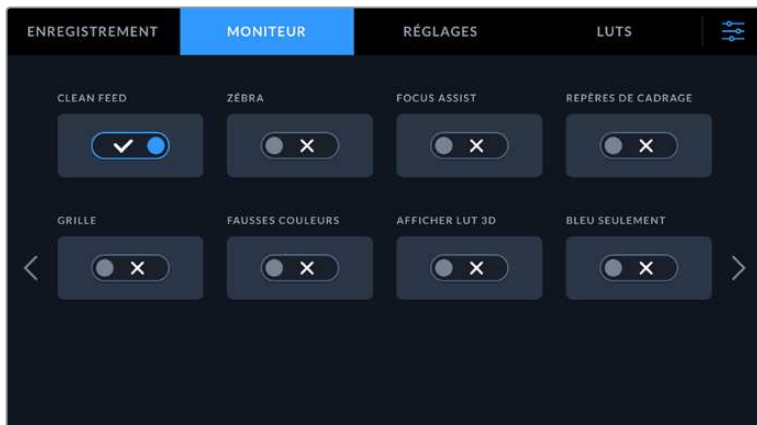 ENREGISTREMENT MONITEUR RÉGLAGES LUTS
CLEAN FEED ZÉBRA FOCUS ASSIST REPÈRES DE CADRAGE
GRILLE FAUSSES COULEURS AFFICHER LUT 3D BLEU SEULEMENT